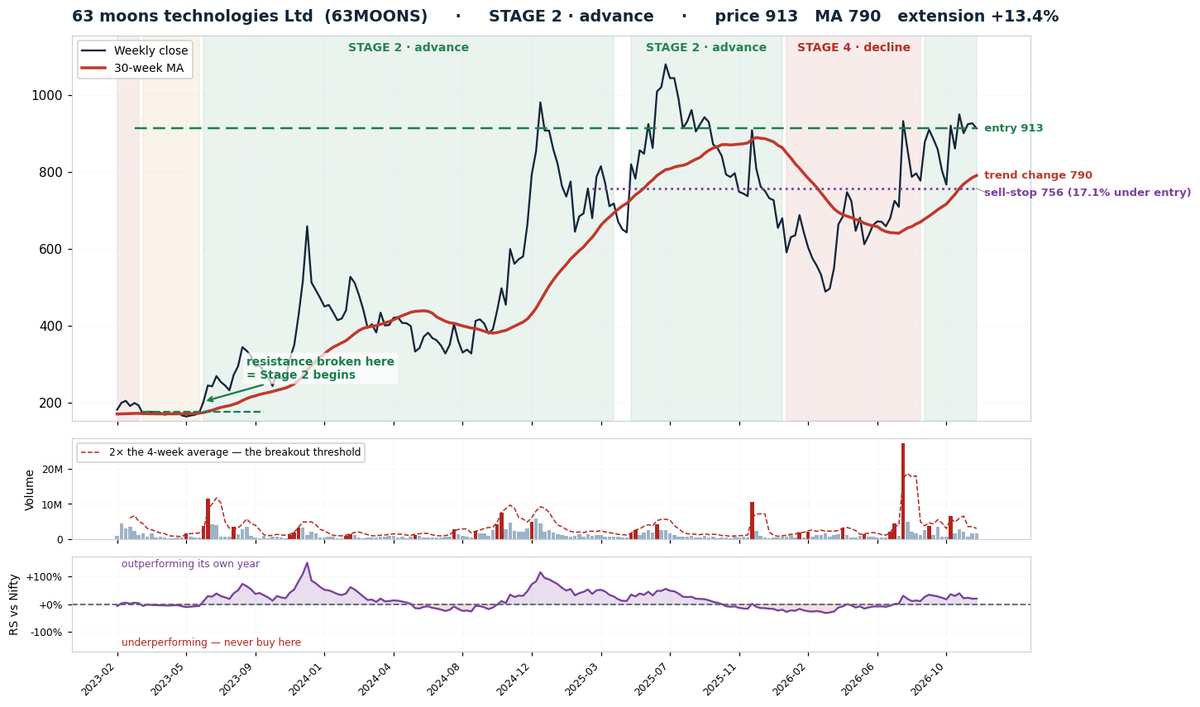 63 moons technologies Ltd (63MOONS) · STAGE 2 · advance · price 913 MA 790 extension +13.4%
Weekly close
30-week MA
STAGE 2 · advance
STAGE 2 · advance
STAGE 4 · decline
1000
800
600
400
200
entry 913
trend change 790
sell-stop 756 (17.1% under entry)
resistance broken here
= Stage 2 begins
Volume
20M
10M
0
2× the 4-week average — the breakout threshold
RS vs Nifty
+100%
+0%
-100%
outperforming its own year
underperforming — never buy here
2023-02
2023-05
2023-09
2024-01
2024-04
2024-08
2024-12
2025-03
2025-07
2025-11
2026-02
2026-06
2026-10